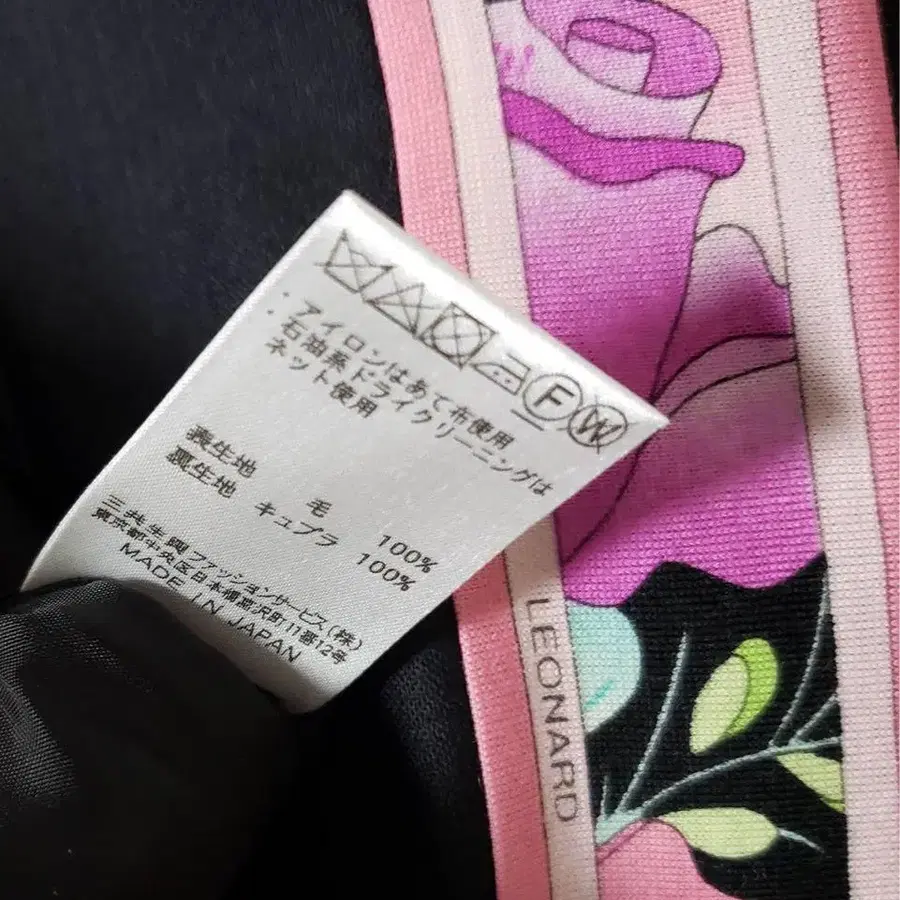 F W
・アイロンはあて布使用
・石油系ドライクリーニングは
ネット使用
表生地 毛 100%
裏生地 キュプラ 100%
三共生興ファッションサービス(株)
東京都中央区日本橋蛎殻町11番12号
MADE IN JAPAN
LEONARD